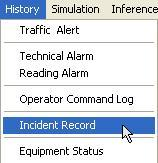 History Simulation Inference
Traffic Alert
Technical Alarm
Reading Alarm
Operator Command Log
Incident Record
Equipment Status